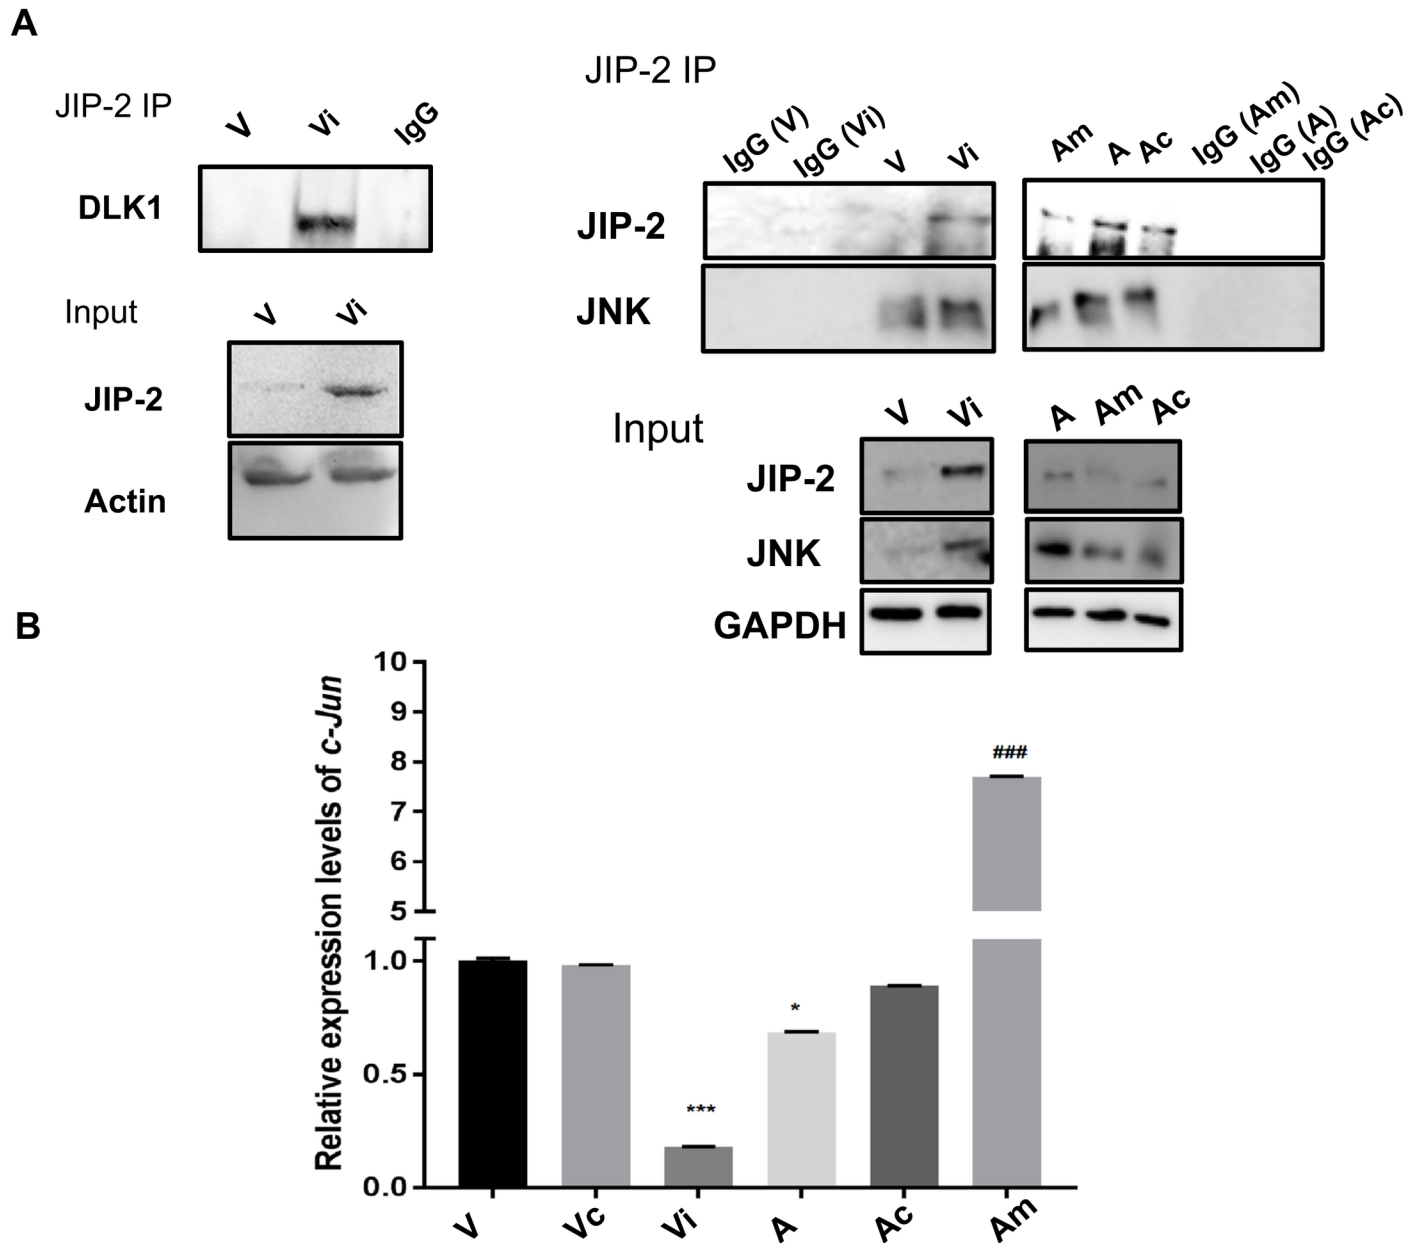 A
JIP-2 IP
V Vi IgG
DLK1
Input
V Vi
JIP-2
Actin
JIP-2 IP
IgG (V) IgG (Vi) V Vi Am A Ac IgG (Am) IgG (A) IgG (Ac)
JIP-2
JNK
Input
V Vi A Am Ac
JIP-2
JNK
GAPDH
B
Relative expression levels of c-Jun
10
9
8
7
6
5
1.0
0.5
0.0
***
*
###
V Vc Vi A Ac Am